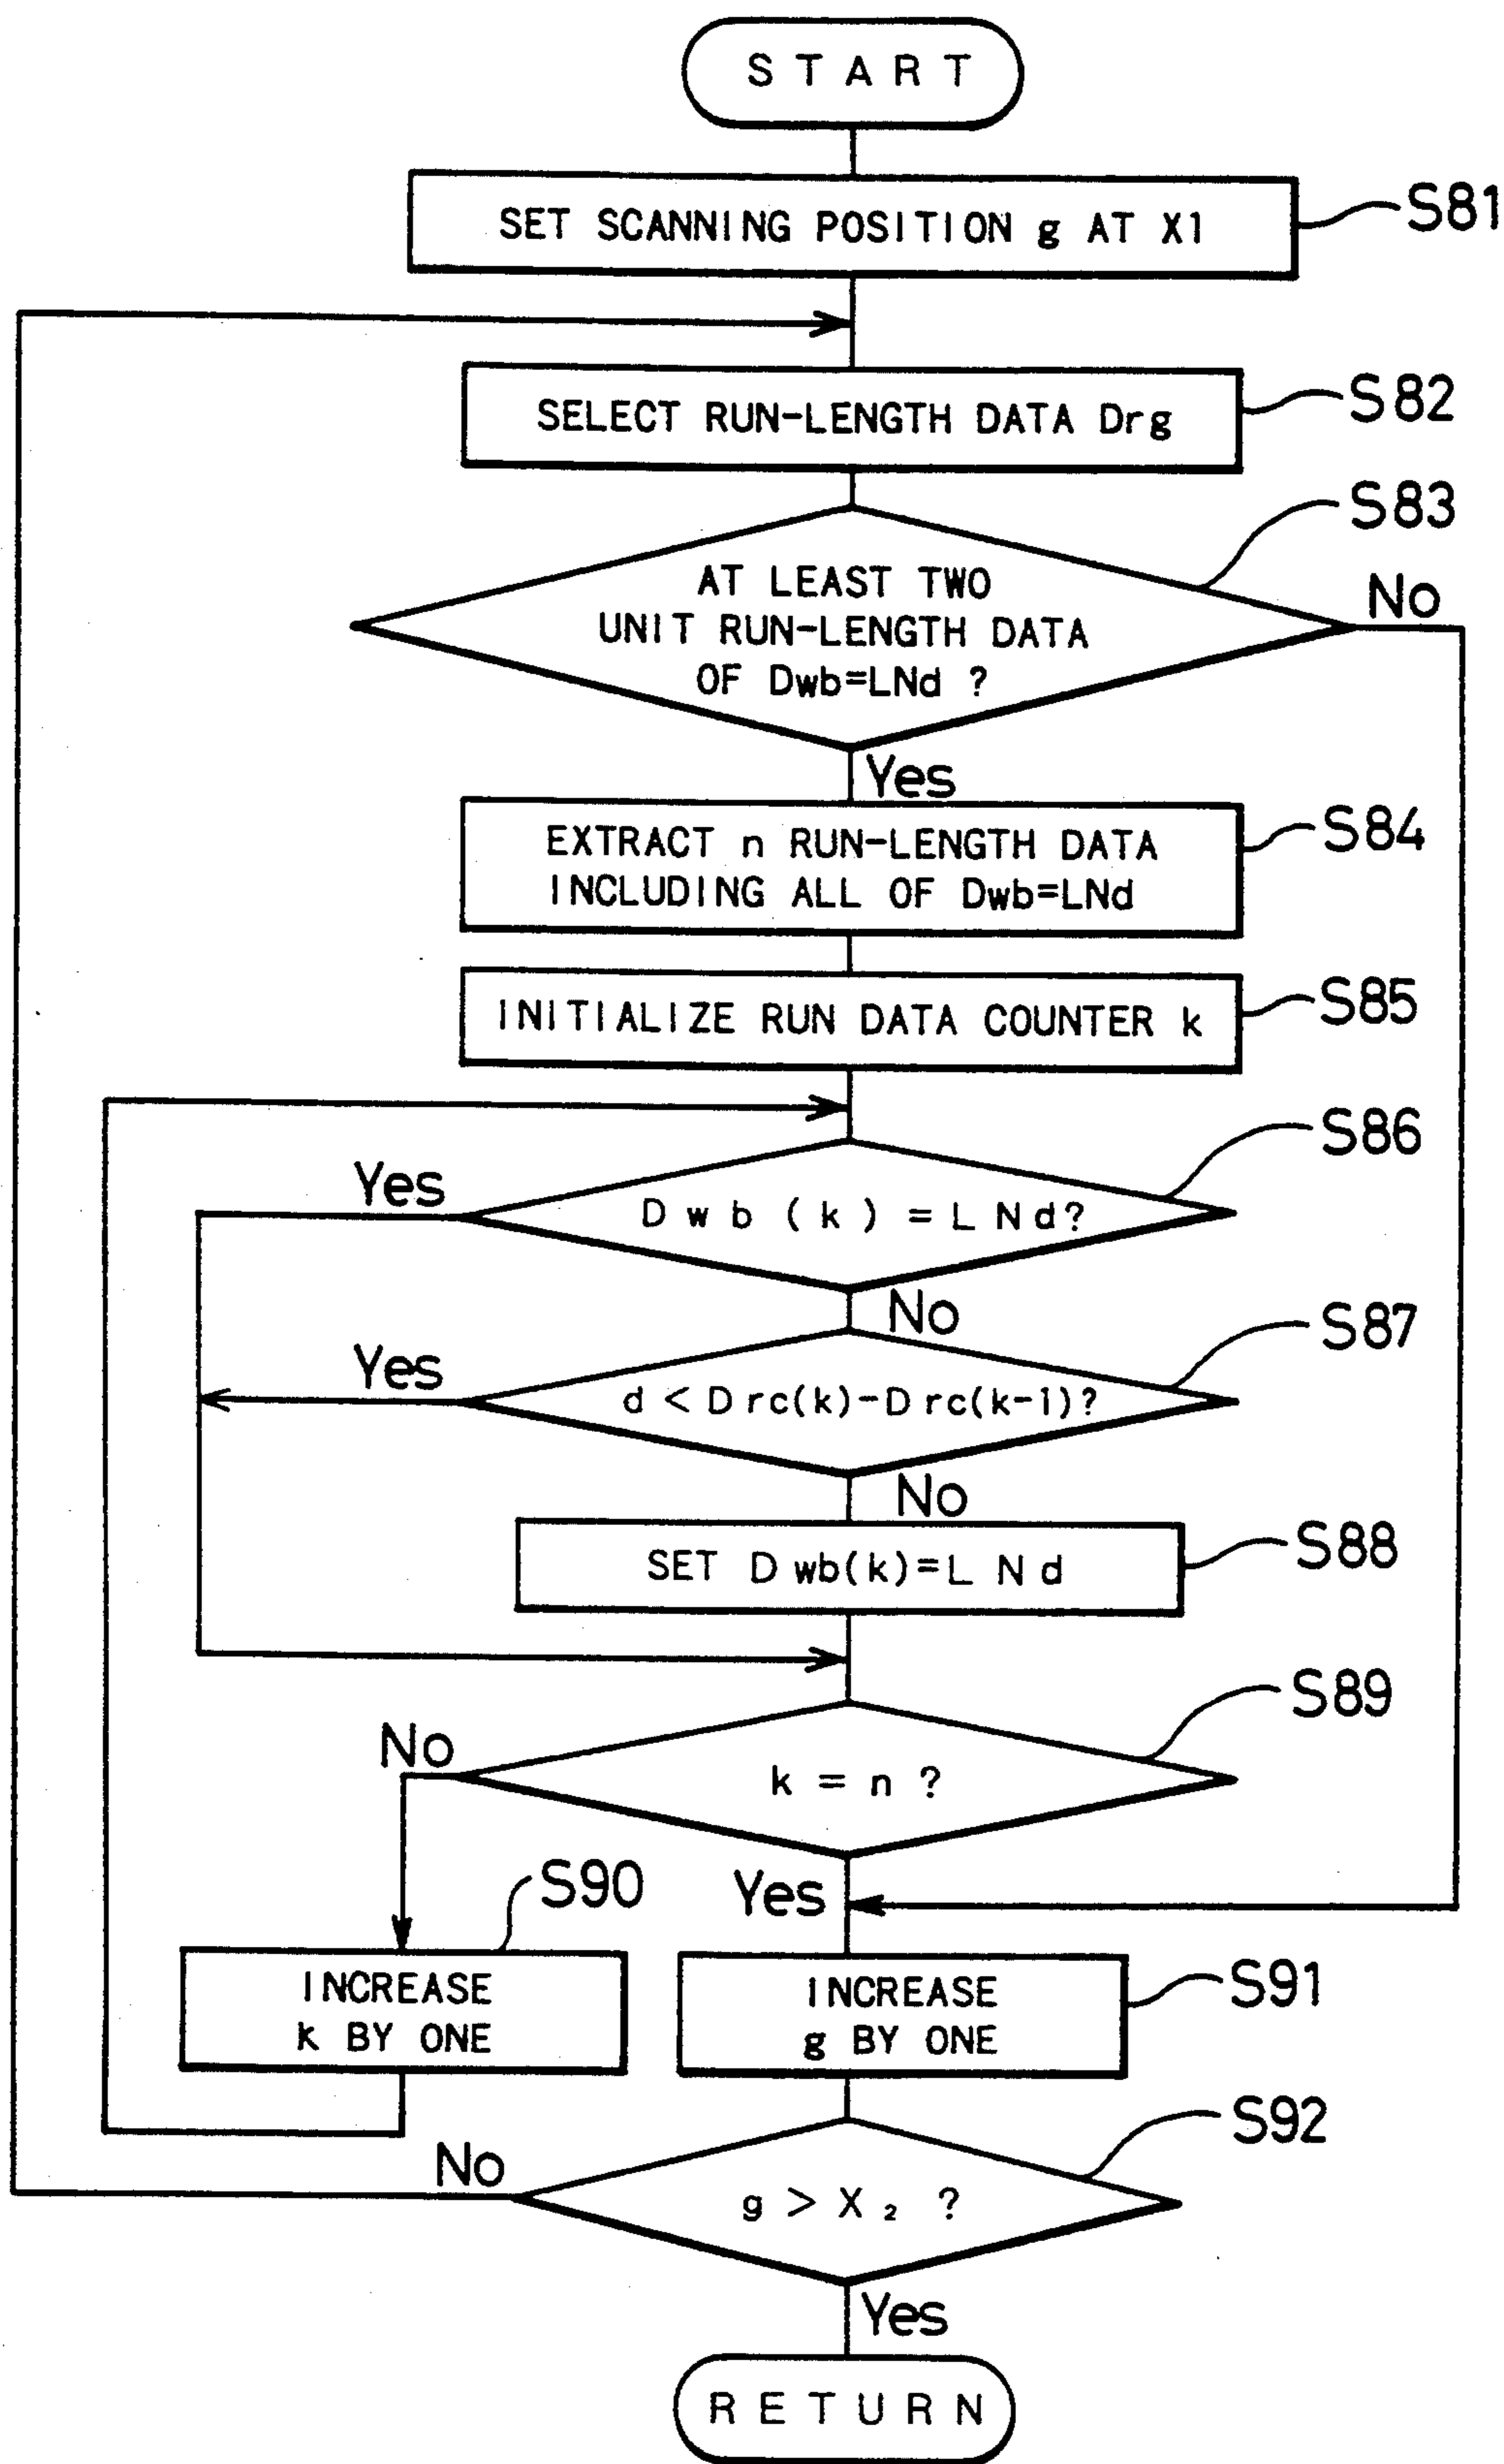 START
SET SCANNING POSITION g AT X1
S81
SELECT RUN-LENGTH DATA Drg
S82
S83
AT LEAST TWO
UNIT RUN-LENGTH DATA
OF Dwb=LNd ?
No
Yes
EXTRACT n RUN-LENGTH DATA
INCLUDING ALL OF Dwb=LNd
S84
INITIALIZE RUN DATA COUNTER k
S85
S86
Yes
Dwb (k) = LNd?
No
S87
Yes
d < Drc(k)-Drc(k-1)?
No
SET Dwb(k)=LNd
S88
S89
No
k = n ?
Yes
S90
INCREASE
k BY ONE
INCREASE
g BY ONE
S91
S92
No
g > X₂ ?
Yes
RETURN